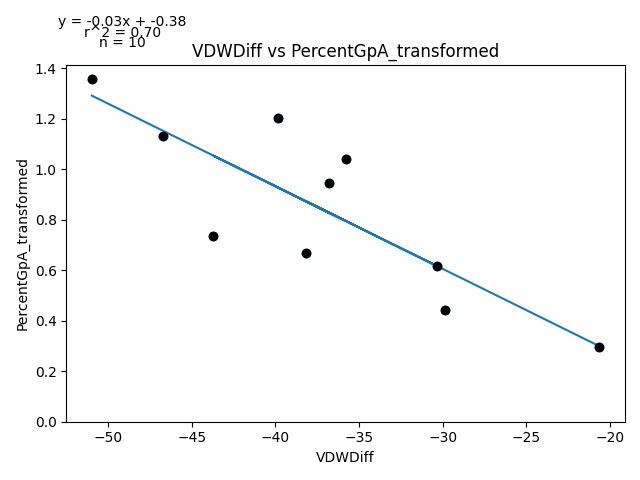 y = -0.03x + -0.38
r^2 = 0.70
n = 10
VDWDiff vs PercentGpA_transformed
1.4
1.2
1.0
0.8
0.6
0.4
0.2
0.0
PercentGpA_transformed
−50 −45 −40 −35 −30 −25 −20
VDWDiff